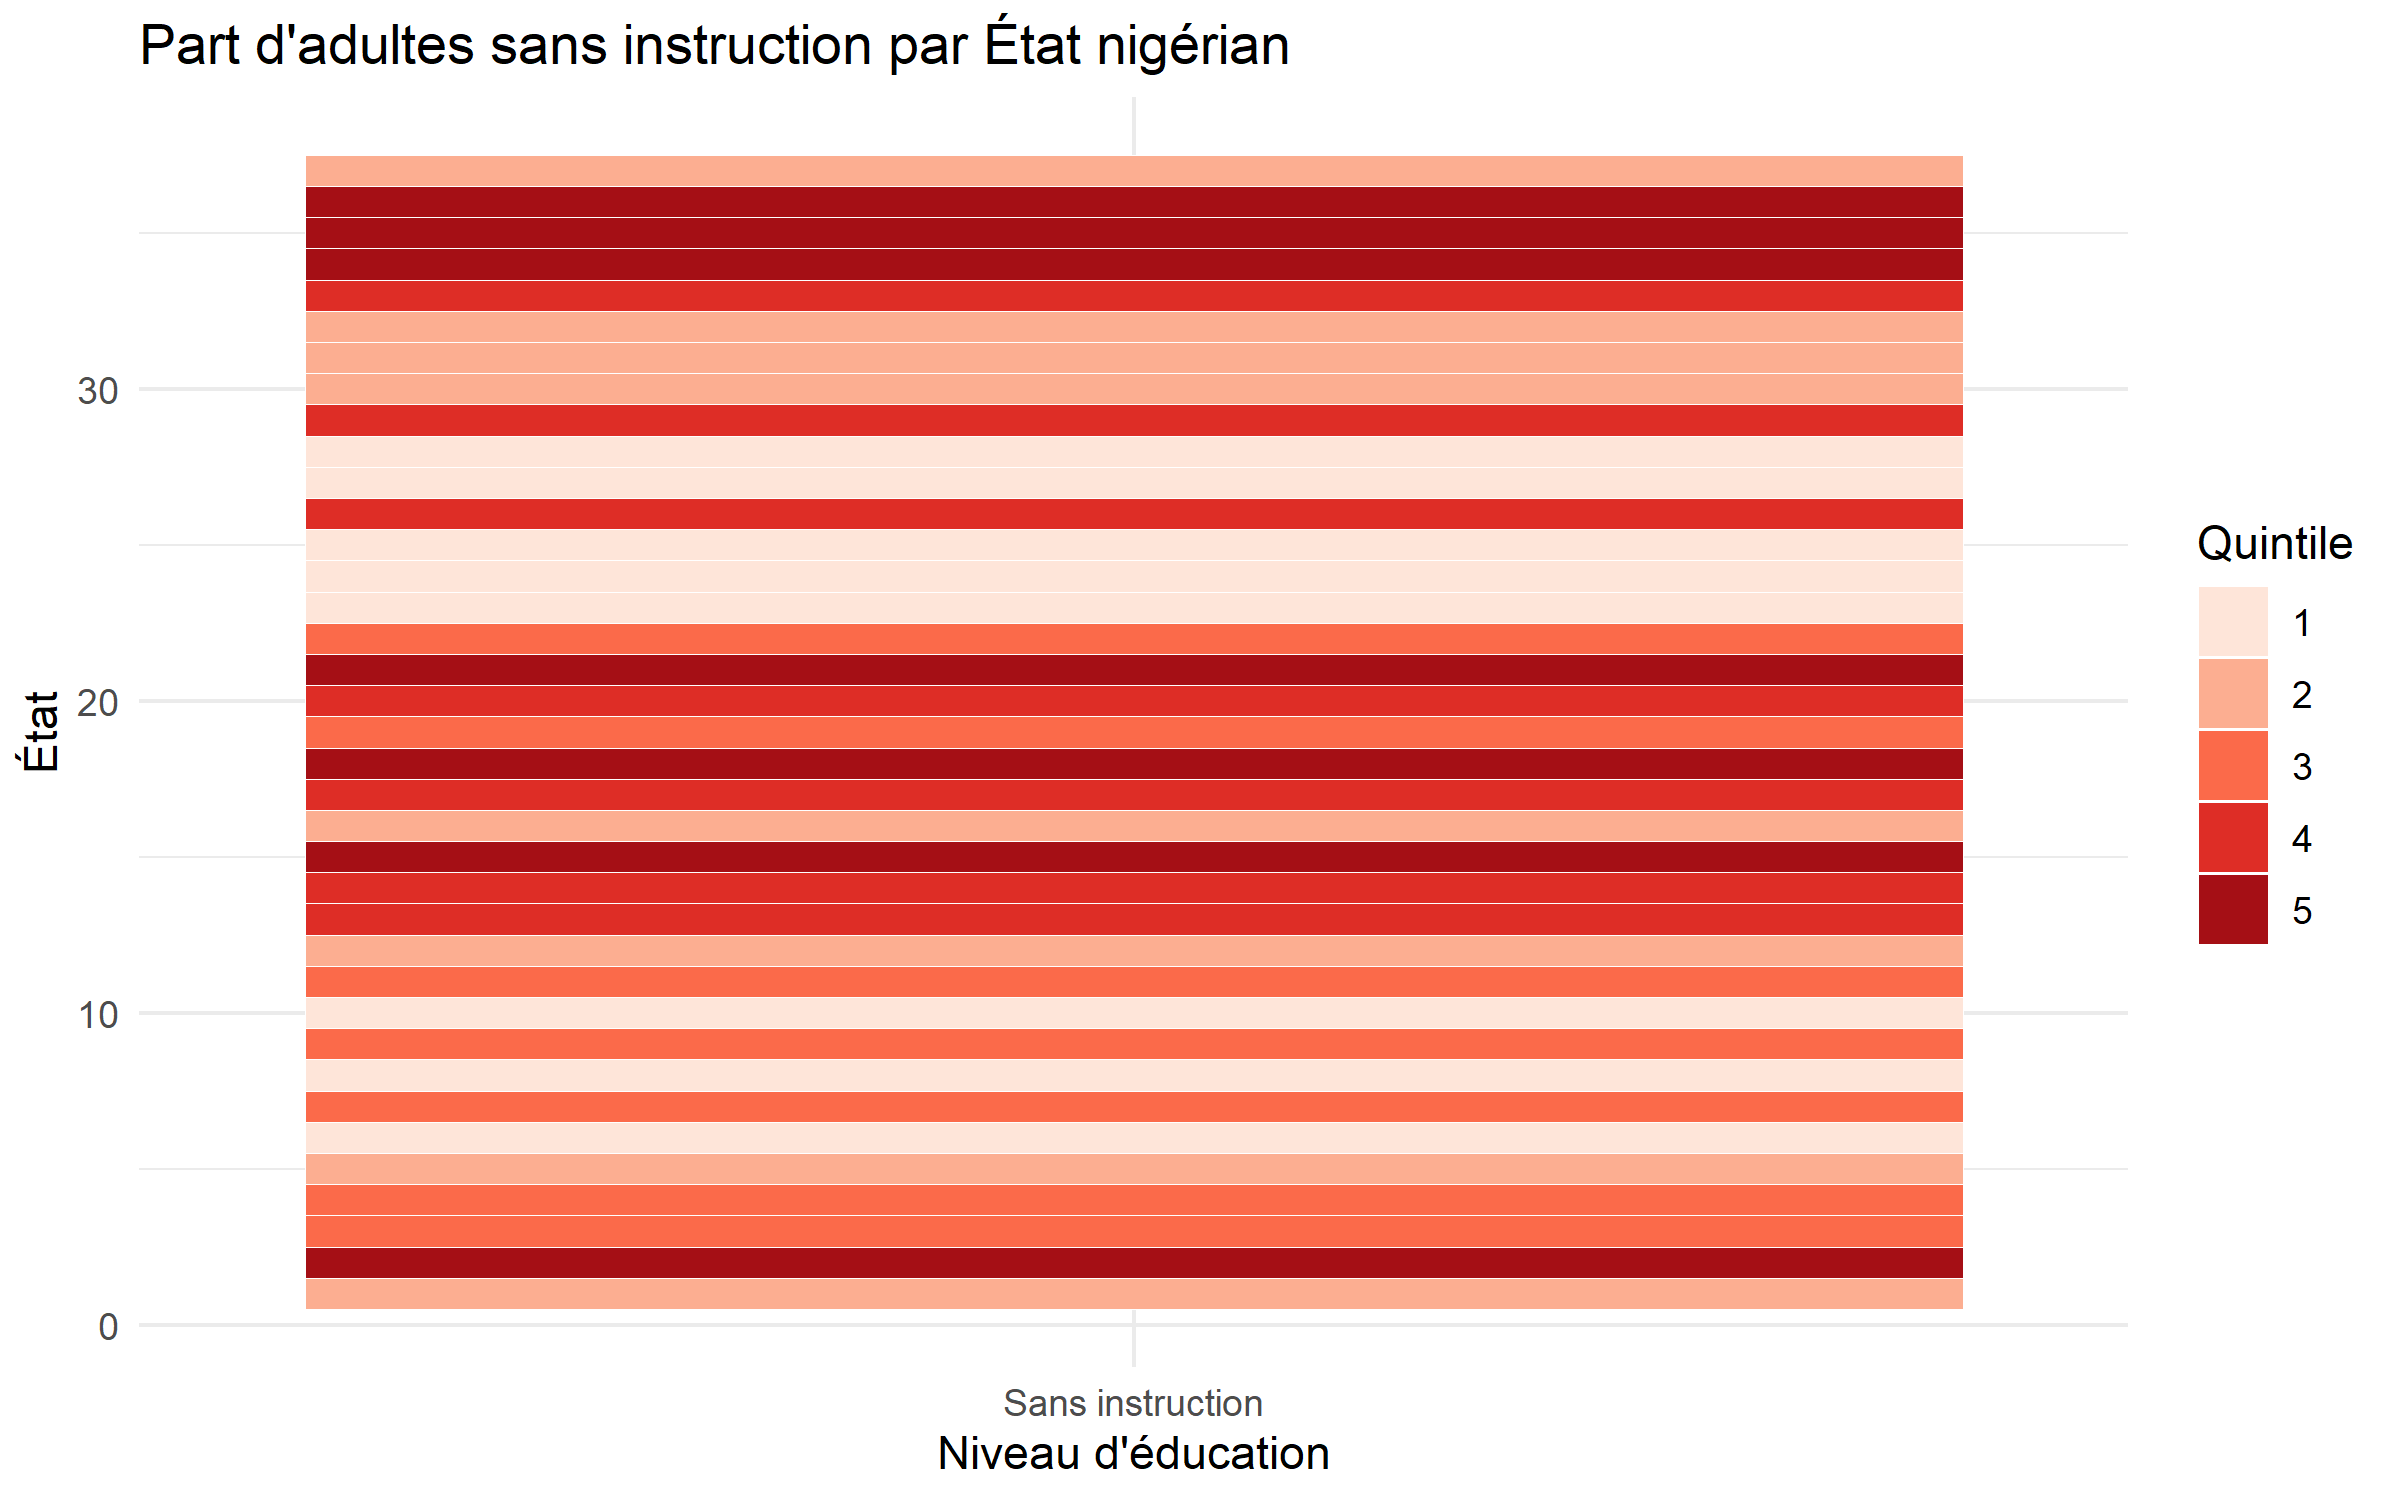 Part d'adultes sans instruction par État nigérian
État
30
20
10
0
Sans instruction
Niveau d'éducation
Quintile
1
2
3
4
5